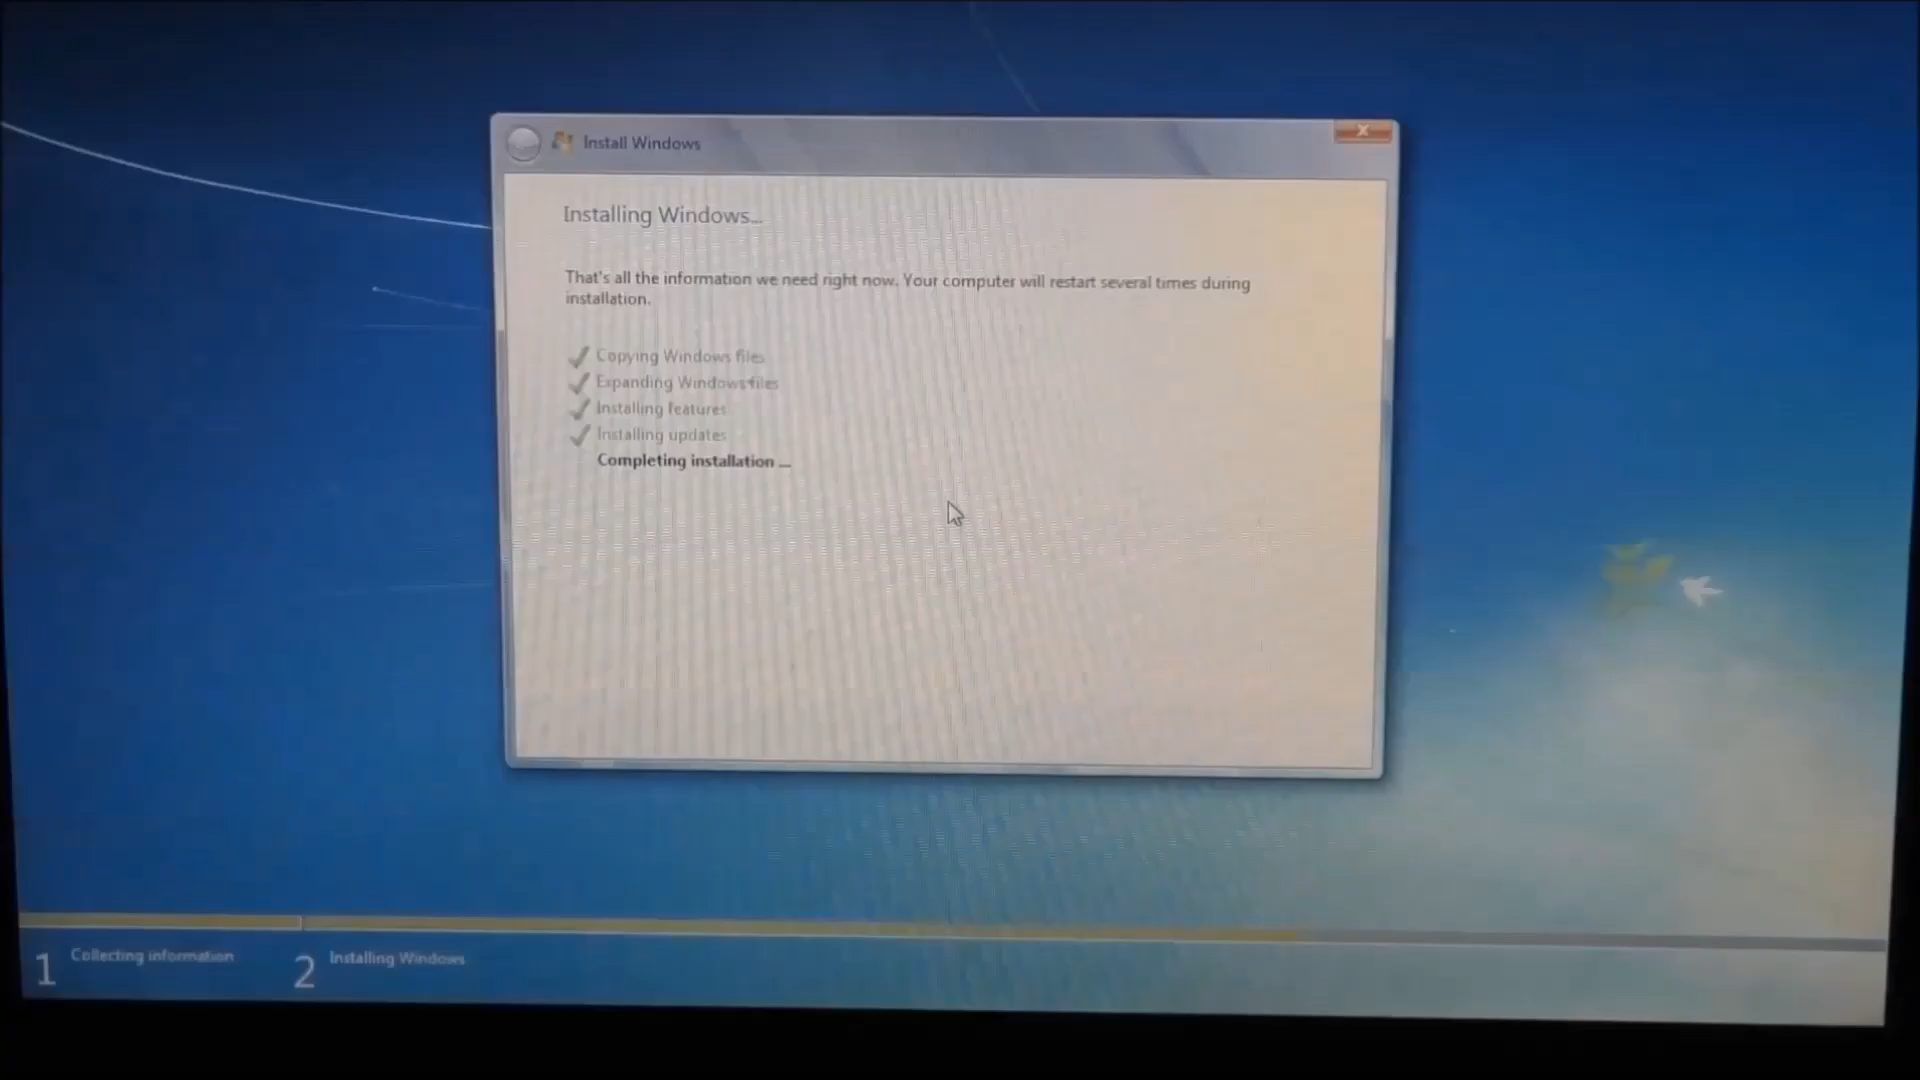 Install Windows
Installing Windows...
That's all the information we need right now. Your computer will restart several times during
installation.
Copying Windows files
Expanding Windows files
Installing features
Installing updates
Completing installation ...
1 Collecting information
2 Installing Windows